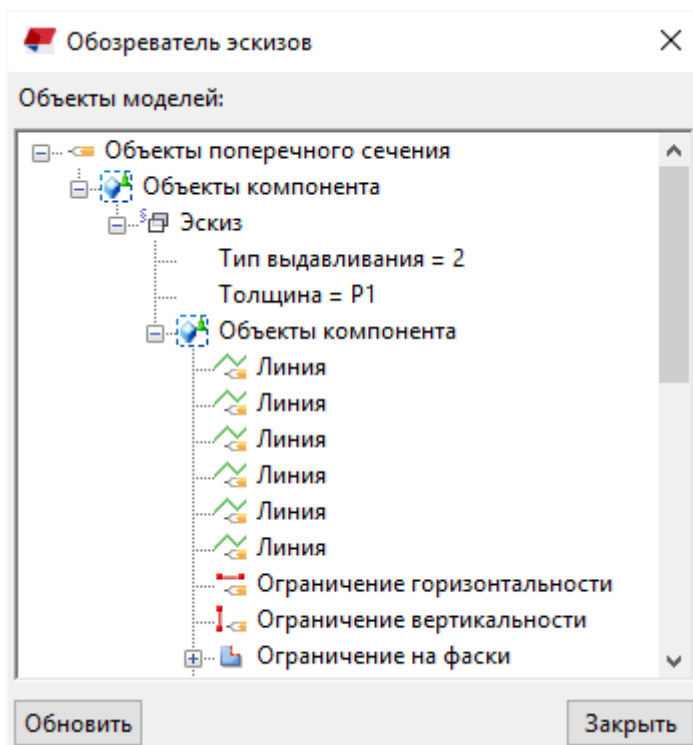 Обозреватель эскизов
Объекты моделей:
Объекты поперечного сечения
Объекты компонента
Эскиз
Тип выдавливания = 2
Толщина = P1
Объекты компонента
Линия
Линия
Линия
Линия
Линия
Линия
Ограничение горизонтальности
Ограничение вертикальности
Ограничение на фаски
Обновить Закрыть